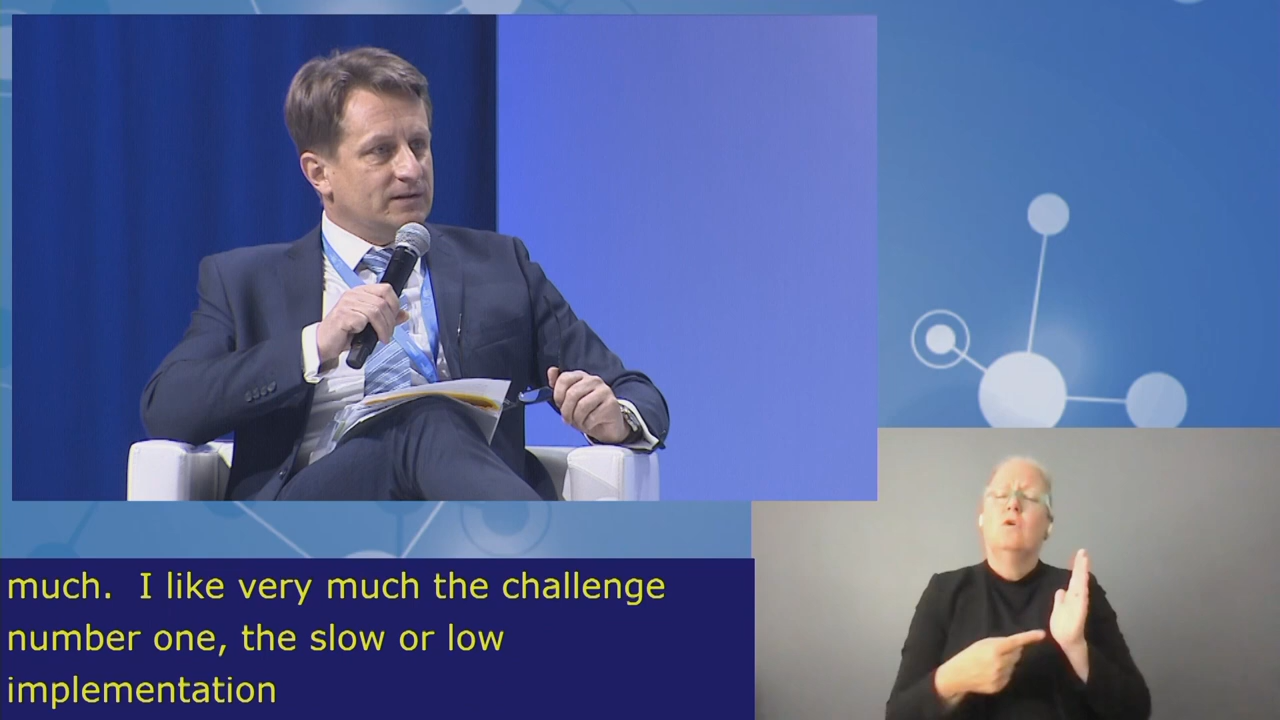 much.  I like very much the challenge
number one, the slow or low
implementation